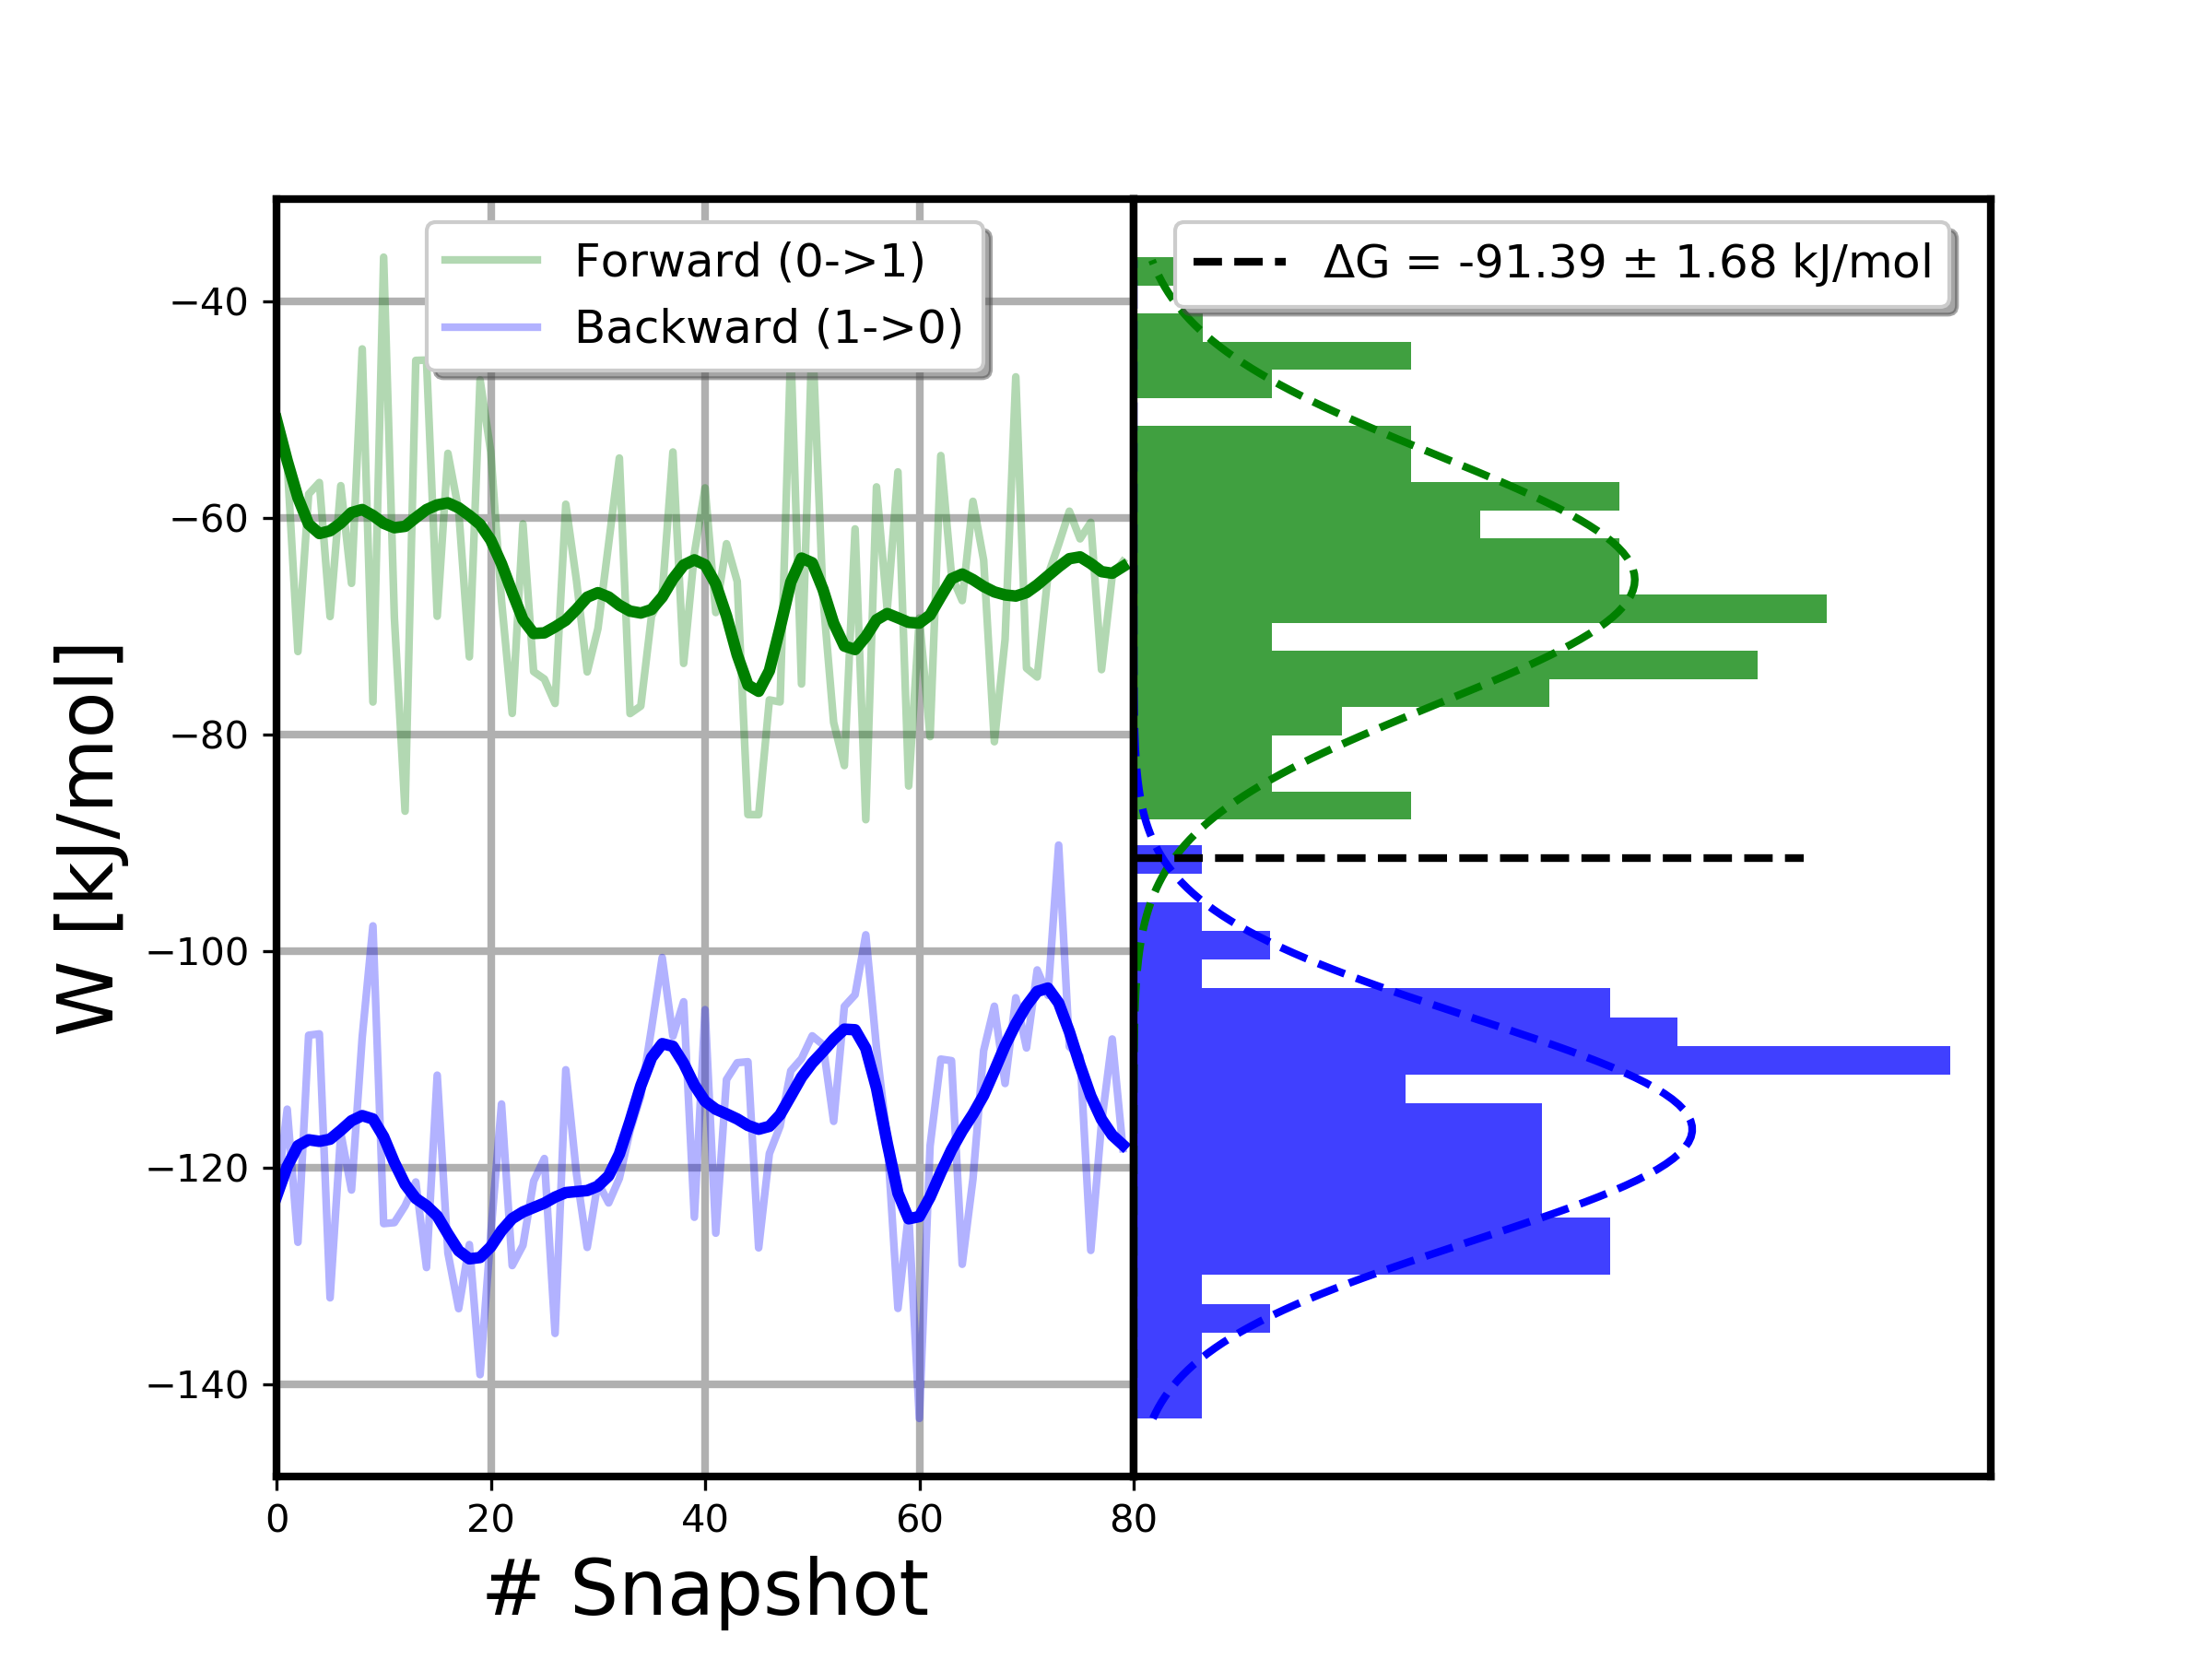 Forward (0->1)
Backward (1->0)
ΔG = -91.39 ± 1.68 kJ/mol
W [kJ/mol]
−40
−60
−80
−100
−120
−140
0 20 40 60 80
# Snapshot